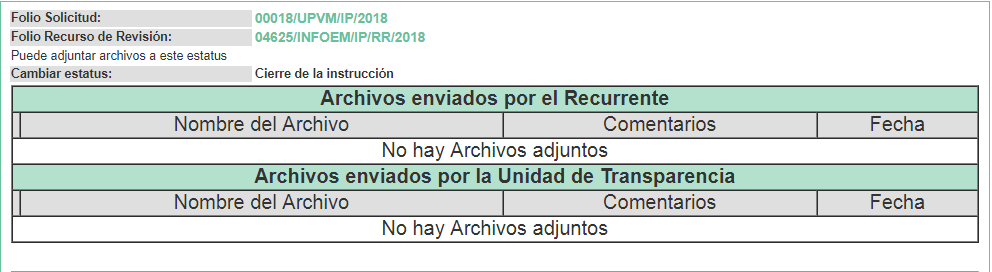 Folio Solicitud: 00018/UPVM/IP/2018
Folio Recurso de Revisión: 04625/INFOEM/IP/RR/2018
Puede adjuntar archivos a este estatus
Cambiar estatus: Cierre de la instrucción
Archivos enviados por el Recurrente
Nombre del Archivo Comentarios Fecha
No hay Archivos adjuntos
Archivos enviados por la Unidad de Transparencia
Nombre del Archivo Comentarios Fecha
No hay Archivos adjuntos